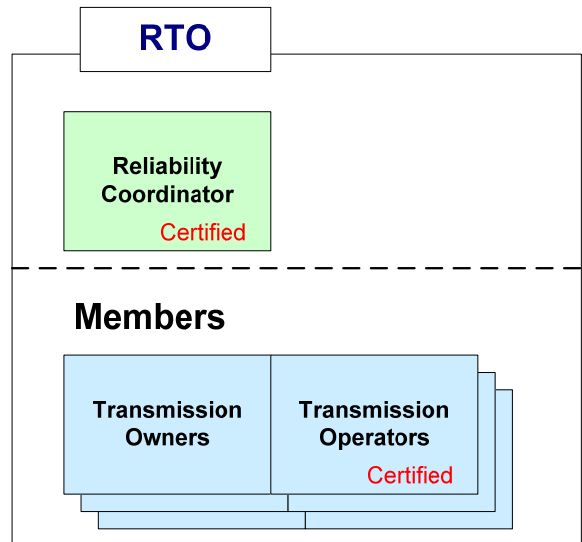 RTO
Reliability
Coordinator
Certified
Members
Transmission
Owners
Transmission
Operators
Certified